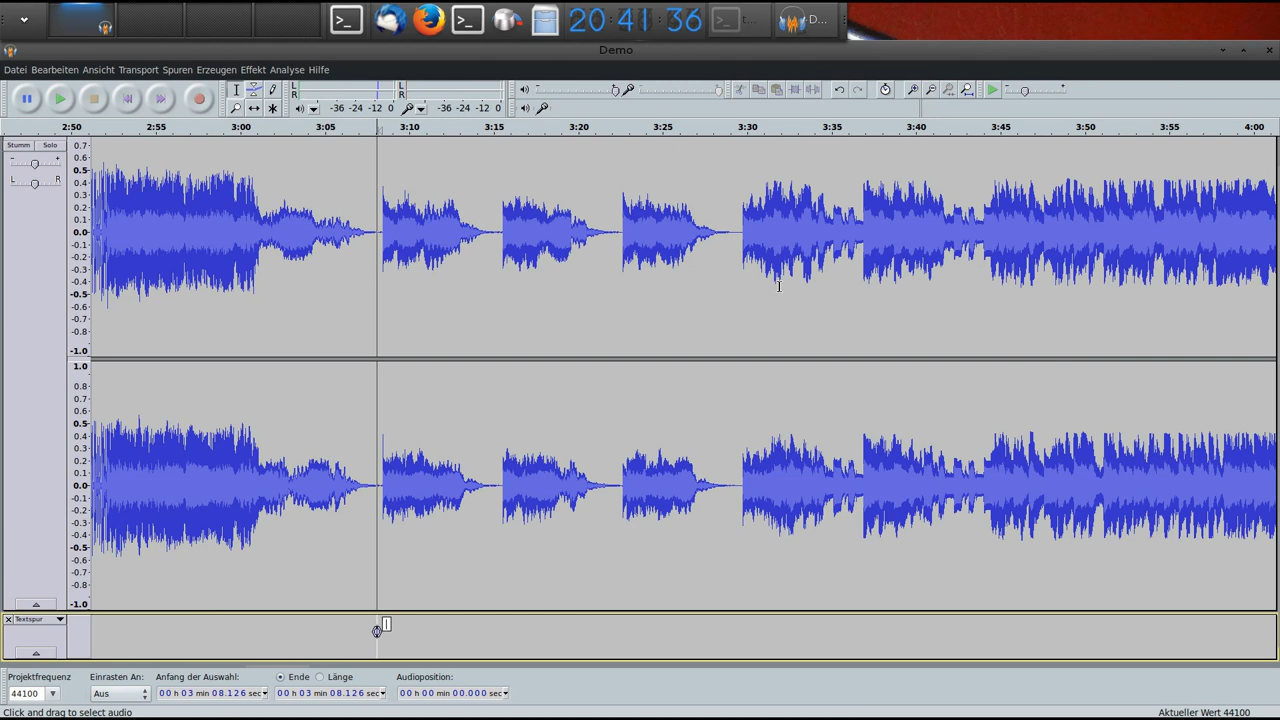 20:41:36
t...
D...
Demo
Datei Bearbeiten Ansicht Transport Spuren Erzeugen Effekt Analyse Hilfe
L
R
L
R
-36 -24 -12 0
-36 -24 -12 0
2:50 2:55 3:00 3:05 3:10 3:15 3:20 3:25 3:30 3:35 3:40 3:45 3:50 3:55 4:00
Stumm Solo
- +
L R
0.7
0.6
0.5
0.4
0.3
0.2
0.1
0.0
-0.1
-0.2
-0.3
-0.4
-0.5
-0.6
-0.7
-0.8
-1.0
1.0
0.8
0.7
0.6
0.5
0.4
0.3
0.2
0.1
0.0
-0.1
-0.2
-0.3
-0.4
-0.5
-0.6
-0.7
-0.8
-1.0
Textspur
Projektfrequenz Einrasten An: Anfang der Auswahl: Ende Länge Audioposition:
44100 Aus 00 h 03 min 08.126 sec 00 h 03 min 08.126 sec 00 h 00 min 00.000 sec
Click and drag to select audio Aktueller Wert 44100